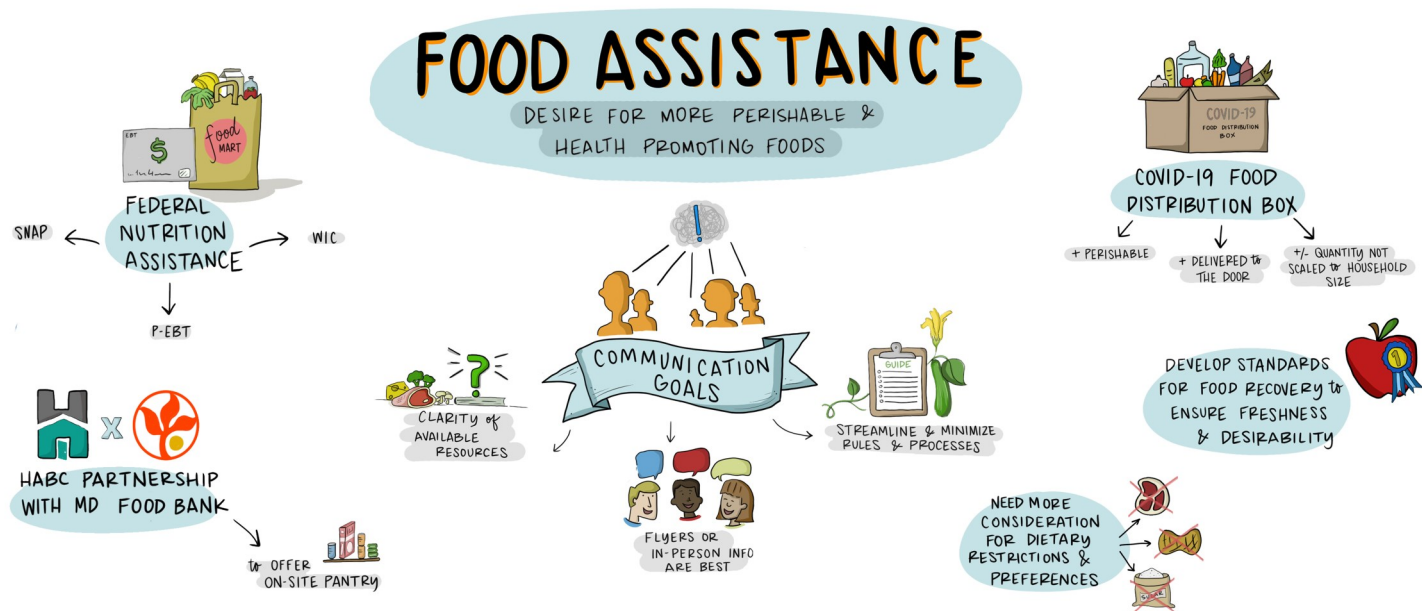 FOOD ASSISTANCE
DESIRE FOR MORE PERISHABLE &
HEALTH PROMOTING FOODS
EBT
$
food
MART
FEDERAL
NUTRITION
ASSISTANCE
SNAP
WIC
P-EBT
HABC PARTNERSHIP
WITH MD FOOD BANK
to OFFER
ON-SITE PANTRY
H
X
!
COMMUNICATION
GOALS
?
CLARITY of
AVAILABLE
RESOURCES
FLYERS OR
IN-PERSON INFO
ARE BEST
GUIDE
STREAMLINE & MINIMIZE
RULES & PROCESSES
COVID-19
FOOD DISTRIBUTION
BOX
COVID-19 FOOD
DISTRIBUTION BOX
+ PERISHABLE
+ DELIVERED to
THE DOOR
+/- QUANTITY NOT
SCALED to HOUSEHOLD
SIZE
1
DEVELOP STANDARDS
FOR FOOD RECOVERY to
ENSURE FRESHNESS
& DESIRABILITY
NEED MORE
CONSIDERATION
FOR DIETARY
RESTRICTIONS &
PREFERENCES
SUGAR